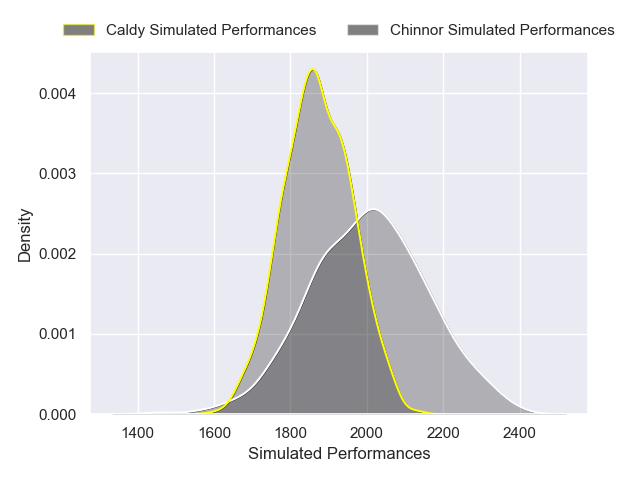 Caldy Simulated Performances Chinnor Simulated Performances
0.004
0.003
0.002
0.001
0.000
Density
1400 1600 1800 2000 2200 2400
Simulated Performances